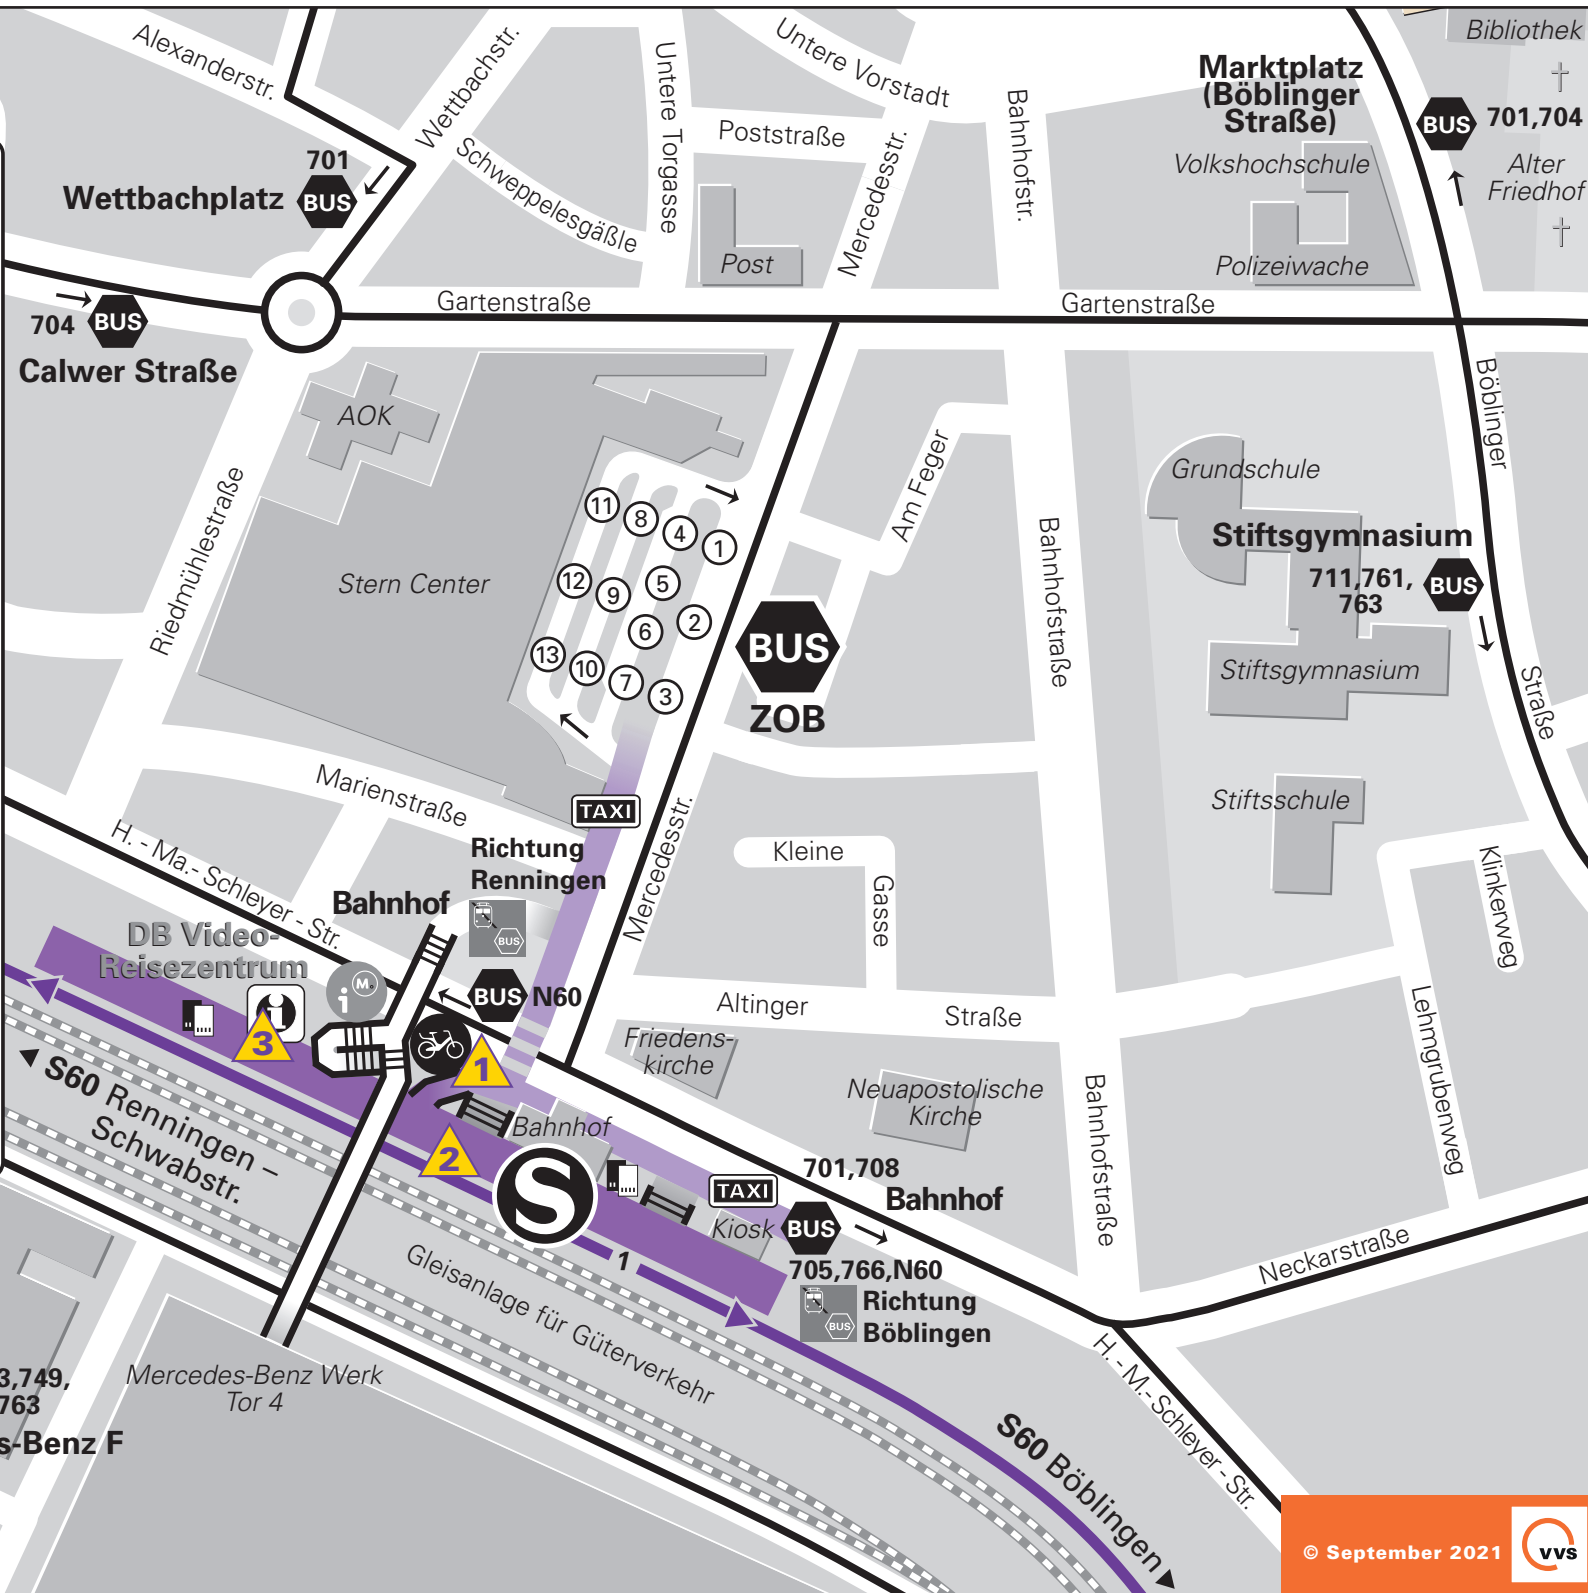 Bibliothek
Alexanderstr.
Wettbachstr.
Untere Torgasse
Untere Vorstadt
Bahnhofstr.
Marktplatz
(Böblinger
Straße)
BUS
701,704
Poststraße
Mercedesstr.
Schweppelesgäßle
Volkshochschule
Alter
Friedhof
701
Wettbachplatz
BUS
Post
Polizeiwache
Gartenstraße
Gartenstraße
704
BUS
Calwer Straße
AOK
Böblinger
Straße
Grundschule
Am Feger
Riedmühlestraße
Stern Center
11
8
4
1
12
9
5
2
6
13
10
7
3
BUS
ZOB
Bahnhofstraße
Stiftsgymnasium
711,761,
763
BUS
Stiftsgymnasium
Stiftsschule
Marienstraße
TAXI
Mercedesstr.
Kleine
Gasse
Klinkerweg
H.-Ma.-Schleyer-Str.
Richtung
Renningen
Bahnhof
BUS
DB Video-
Reisezentrum
i M.
i
BUS
N60
Altinger
Straße
Lehmgrubenweg
Friedens-
kirche
Neuapostolische
Kirche
Bahnhofstraße
3
1
2
S60 Renningen –
Schwabstr.
Bahnhof
S
TAXI
Kiosk
701,708
Bahnhof
BUS
705,766,N60
Richtung
Böblingen
BUS
1
Neckarstraße
Gleisanlage für Güterverkehr
H.-M.-Schleyer-Str.
Mercedes-Benz Werk
Tor 4
3,749,
763
s-Benz F
S60 Böblingen
© September 2021
VVS